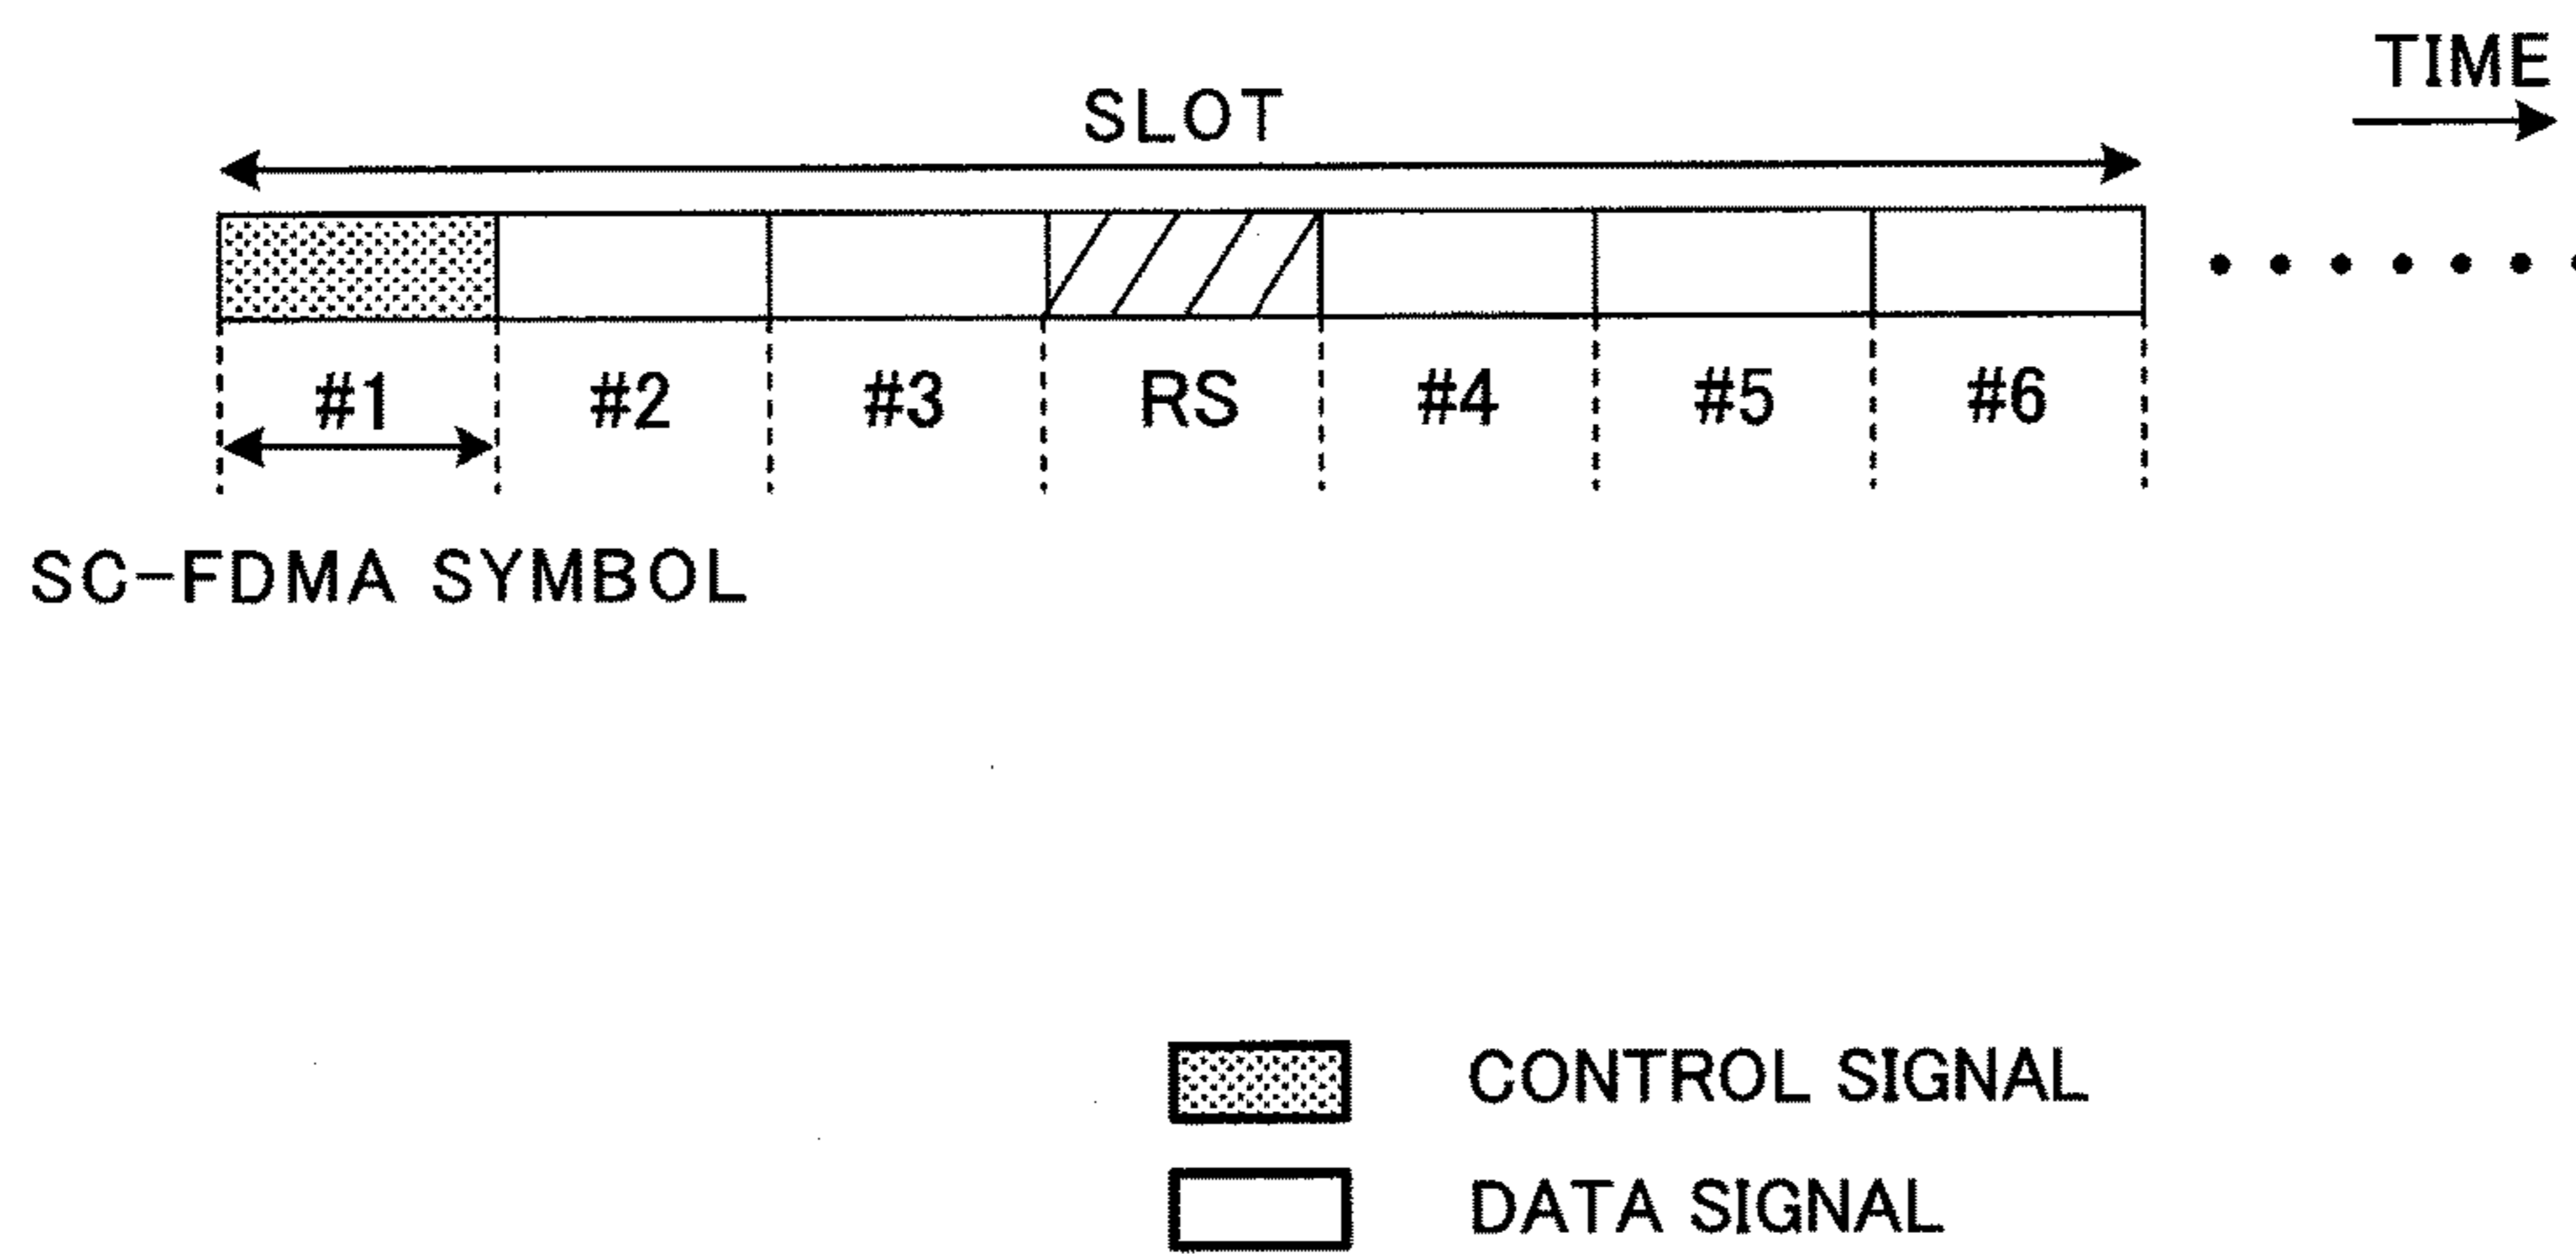 TIME
SLOT
#1 #2 #3 RS #4 #5 #6
SC-FDMA SYMBOL
CONTROL SIGNAL
DATA SIGNAL